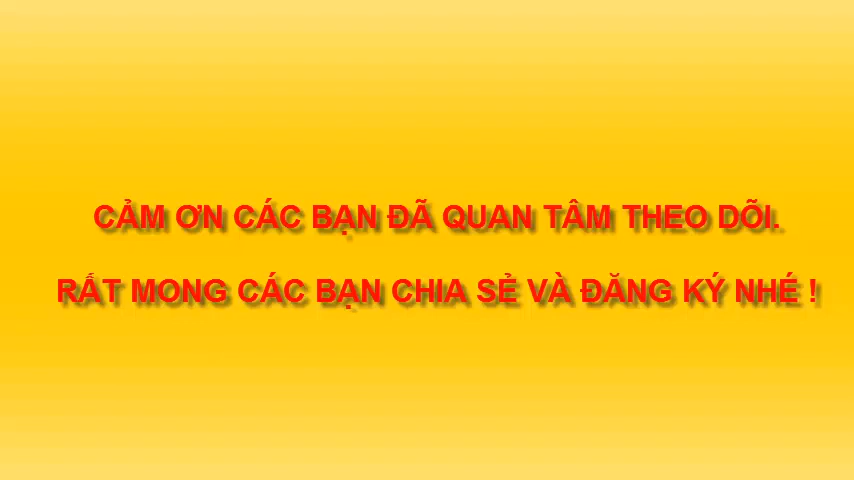 CẢM ƠN CÁC BẠN ĐÃ QUAN TÂM THEO DÕI.
RẤT MONG CÁC BẠN CHIA SẺ VÀ ĐĂNG KÝ NHÉ !